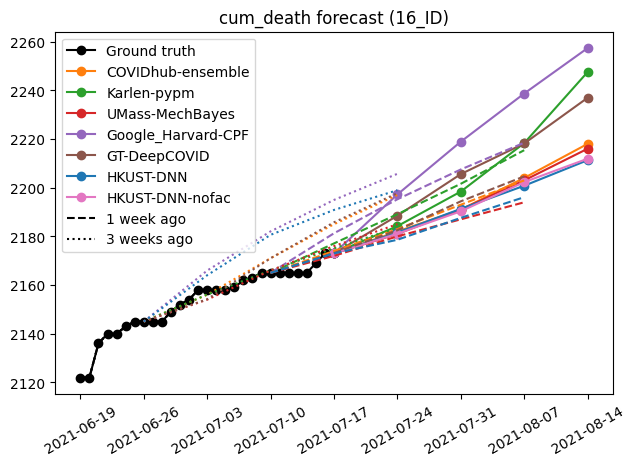 cum_death forecast (16_ID)
2260
2240
2220
2200
2180
2160
2140
2120
Ground truth
COVIDhub-ensemble
Karlen-pypm
UMass-MechBayes
Google_Harvard-CPF
GT-DeepCOVID
HKUST-DNN
HKUST-DNN-nofac
1 week ago
3 weeks ago
2021-06-19
2021-06-26
2021-07-03
2021-07-10
2021-07-17
2021-07-24
2021-07-31
2021-08-07
2021-08-14